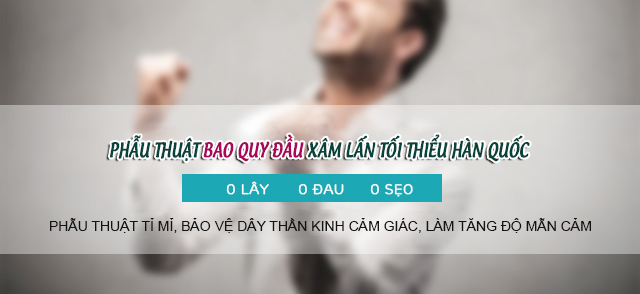 PHẪU THUẬT BAO QUY ĐẦU XÂM LẤN TỐI THIỂU HÀN QUỐC
0 LÂY 0 ĐAU 0 SẸO
PHẪU THUẬT TỈ MỈ, BẢO VỆ DÂY THẦN KINH CẢM GIÁC, LÀM TĂNG ĐỘ MẪN CẢM